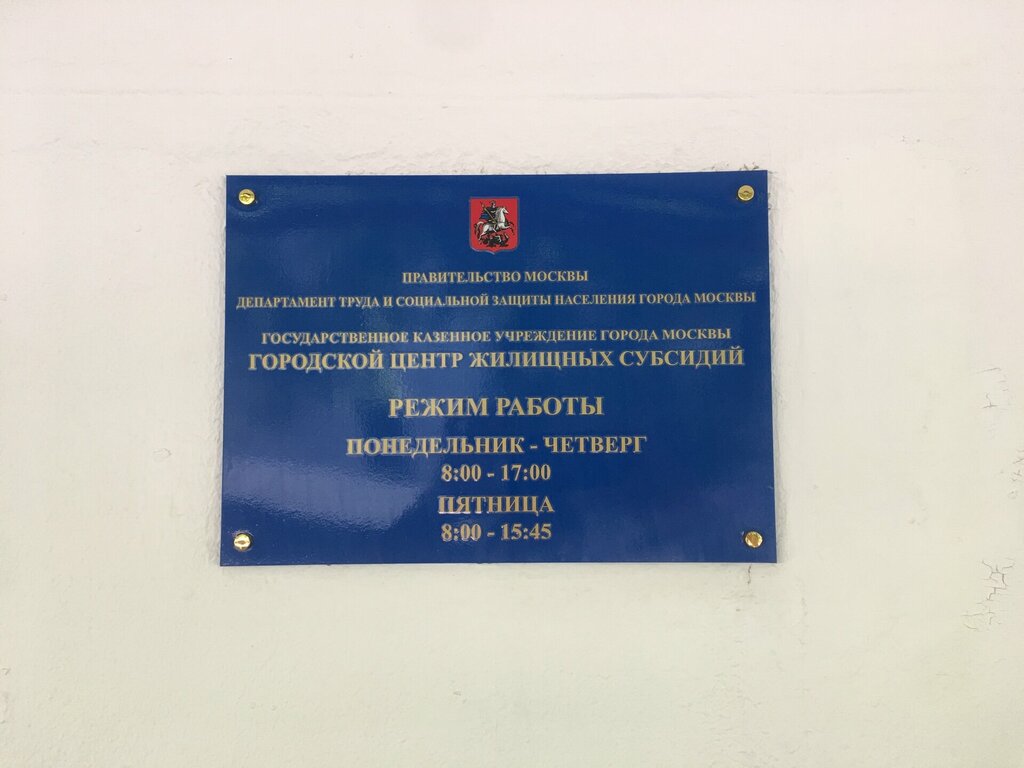 ПРАВИТЕЛЬСТВО МОСКВЫ
ДЕПАРТАМЕНТ ТРУДА И СОЦИАЛЬНОЙ ЗАЩИТЫ НАСЕЛЕНИЯ ГОРОДА МОСКВЫ
ГОСУДАРСТВЕННОЕ КАЗЕННОЕ УЧРЕЖДЕНИЕ ГОРОДА МОСКВЫ
ГОРОДСКОЙ ЦЕНТР ЖИЛИЩНЫХ СУБСИДИЙ
РЕЖИМ РАБОТЫ
ПОНЕДЕЛЬНИК - ЧЕТВЕРГ
8:00 - 17:00
ПЯТНИЦА
8:00 - 15:45